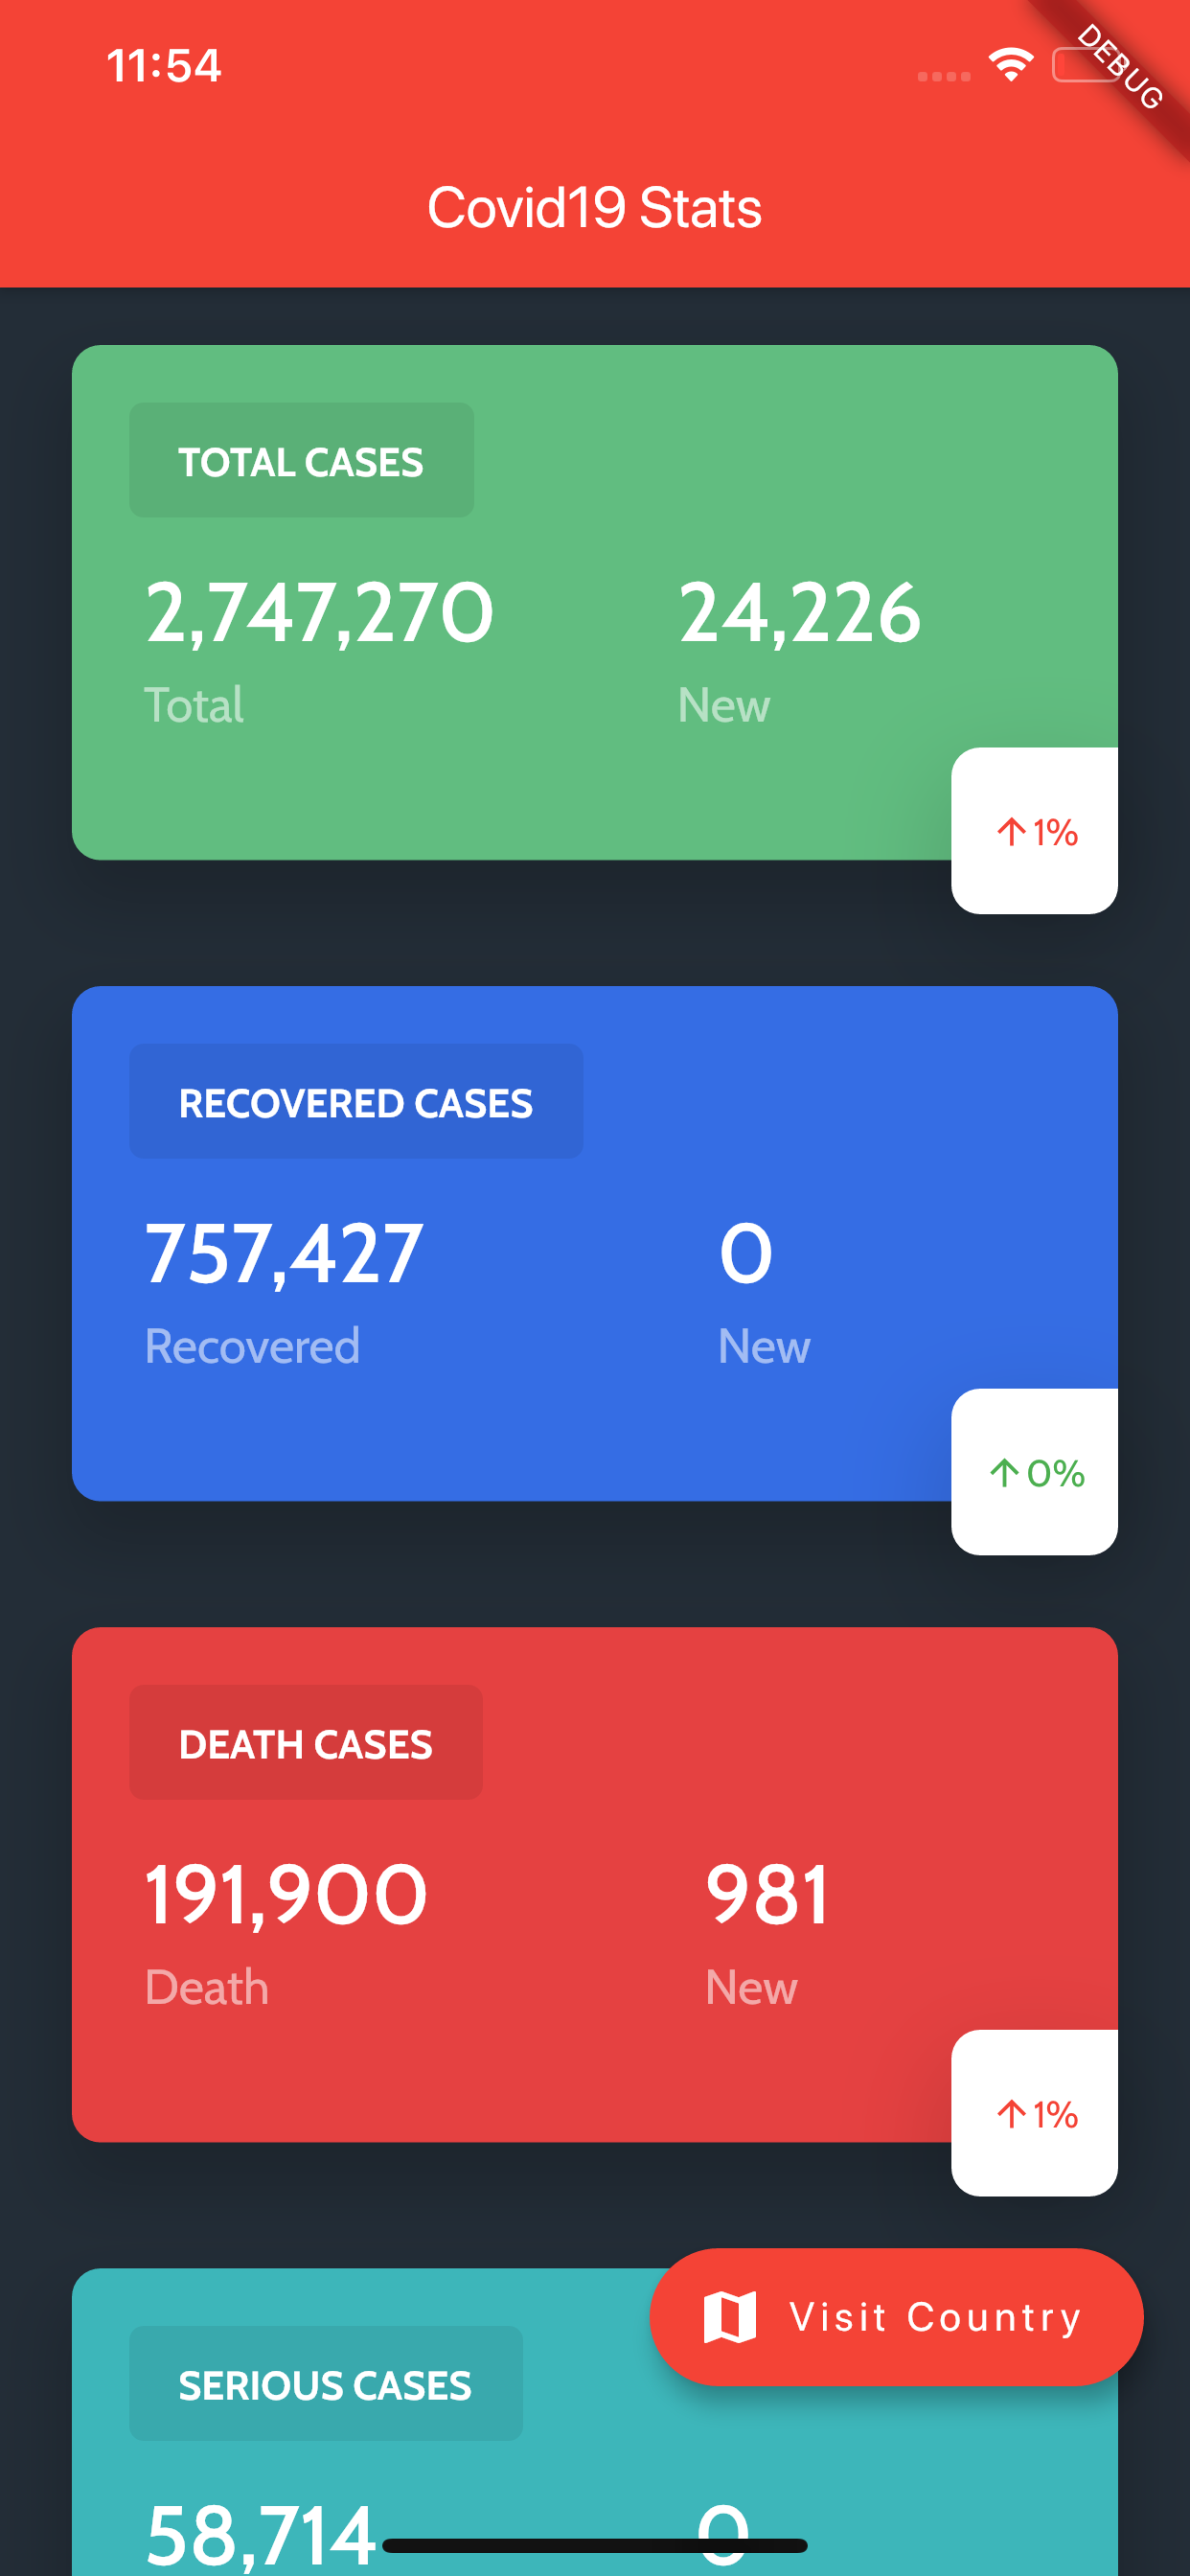 11:54
DEBUG
Covid19 Stats
TOTAL CASES
2,747,270 24,226
Total New
↑ 1%
RECOVERED CASES
757,427 0
Recovered New
↑ 0%
DEATH CASES
191,900 981
Death New
↑ 1%
Visit Country
SERIOUS CASES
58,714 0